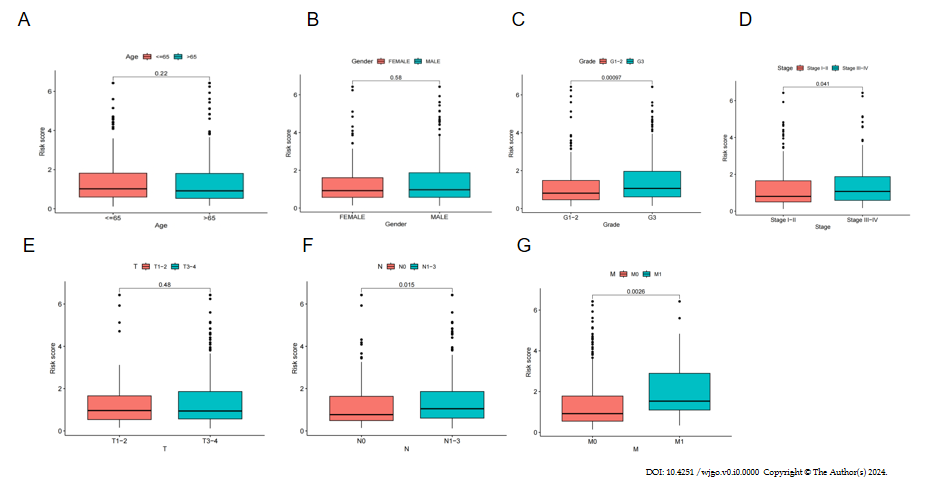 A
B
C
D
Age <=65 >65
Gender FEMALE MALE
Grade G1-2 G3
Stage Stage I-II Stage III-IV
0.22
0.58
0.00097
0.041
Risk score
6
4
2
0
<=65 >65
Age
Risk score
6
4
2
0
FEMALE MALE
Gender
Risk score
6
4
2
0
G1-2 G3
Grade
Risk score
6
4
2
0
Stage I-II Stage III-IV
Stage
E
F
G
T T1-2 T3-4
N N0 N1-3
M M0 M1
0.48
0.015
0.0026
Risk score
6
4
2
0
T1-2 T3-4
T
Risk score
6
4
2
0
N0 N1-3
N
Risk score
6
4
2
0
M0 M1
M
DOI: 10.4251/wjgo.v0.i0.0000 Copyright © The Author(s) 2024.